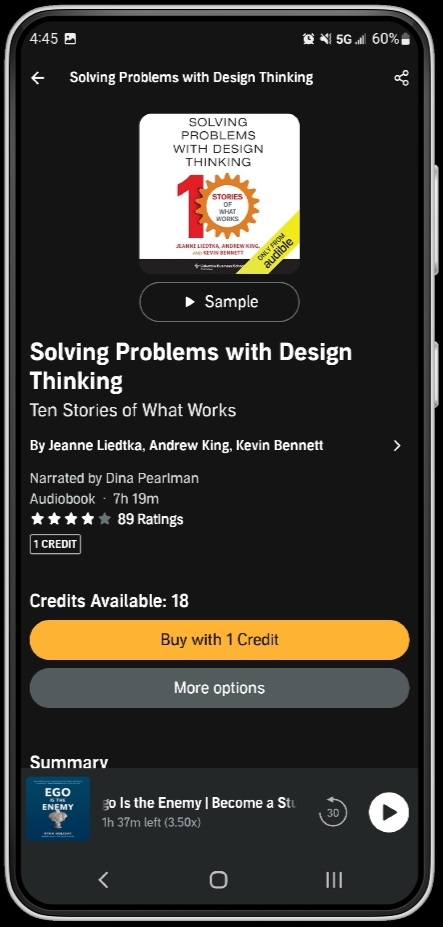 4:45
5G
60%
Solving Problems with Design Thinking
SOLVING
PROBLEMS
WITH DESIGN
THINKING
10
STORIES
OF
WHAT
WORKS
JEANNE LIEDTKA, ANDREW KING,
AND KEVIN BENNETT
ONLY FROM
audible
Sample
Solving Problems with Design
Thinking
Ten Stories of What Works
By Jeanne Liedtka, Andrew King, Kevin Bennett
Narrated by Dina Pearlman
Audiobook · 7h 19m
89 Ratings
1 CREDIT
Credits Available: 18
Buy with 1 Credit
More options
Summary
EGO
IS THE
ENEMY
go Is the Enemy | Become a Stu
1h 37m left (3.50x)
30